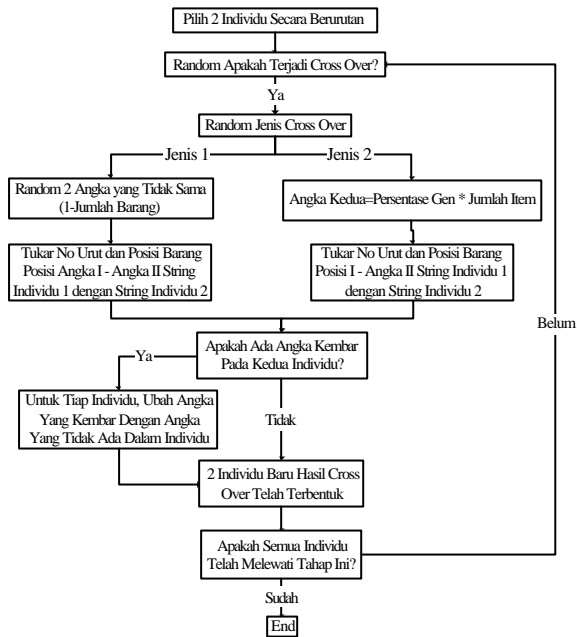 Pilih 2 Individu Secara Berurutan
Random Apakah Terjadi Cross Over?
Ya
Random Jenis Cross Over
Jenis 1
Jenis 2
Random 2 Angka yang Tidak Sama
(1-Jumlah Barang)
Angka Kedua=Persentase Gen * Jumlah Item
Tukar No Urut dan Posisi Barang
Posisi Angka I - Angka II String
Individu 1 dengan String Individu 2
Tukar No Urut dan Posisi Barang
Posisi I - Angka II String Individu 1
dengan String Individu 2
Belum
Apakah Ada Angka Kembar
Pada Kedua Individu?
Ya
Untuk Tiap Individu, Ubah Angka
Yang Kembar Dengan Angka
Yang Tidak Ada Dalam Individu
Tidak
2 Individu Baru Hasil Cross
Over Telah Terbentuk
Apakah Semua Individu
Telah Melewati Tahap Ini?
Sudah
End